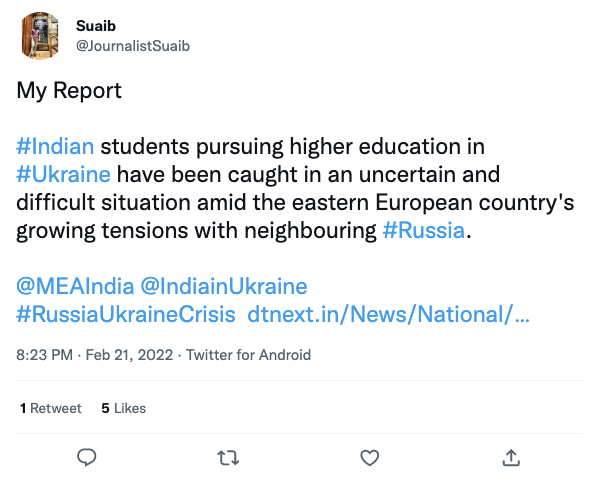 Suaib
@JournalistSuaib
My Report
#Indian students pursuing higher education in
#Ukraine have been caught in an uncertain and
difficult situation amid the eastern European country's
growing tensions with neighbouring #Russia.
@MEAIndia @IndiainUkraine
#RussiaUkraineCrisis dtnext.in/News/National/...
8:23 PM · Feb 21, 2022 · Twitter for Android
1 Retweet 5 Likes